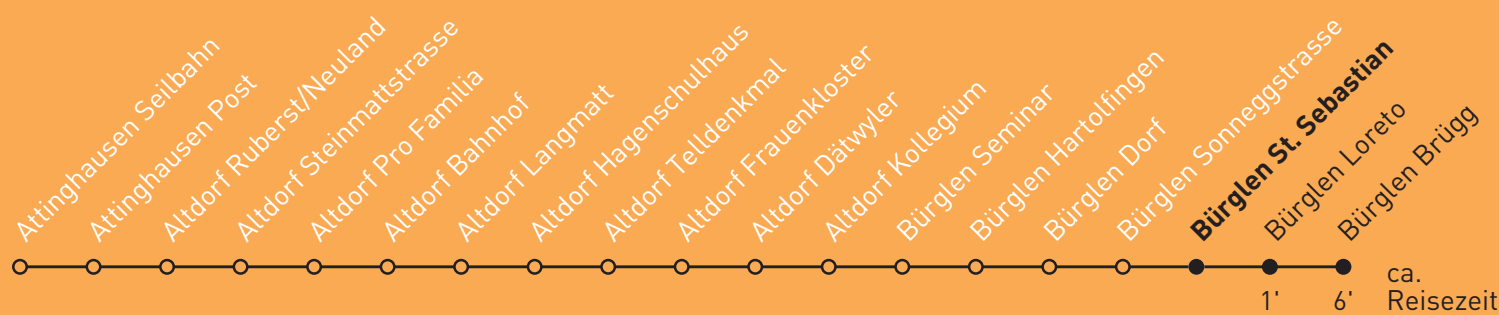 Attinghausen Seilbahn
Attinghausen Post
Altdorf Ruberst/Neuland
Altdorf Steinmattstrasse
Altdorf Pro Familia
Altdorf Bahnhof
Altdorf Langmatt
Altdorf Hagenschulhaus
Altdorf Telldenkmal
Altdorf Frauenkloster
Altdorf Dätwyler
Altdorf Kollegium
Bürglen Seminar
Bürglen Hartolfingen
Bürglen Dorf
Bürglen Sonneggstrasse
Bürglen St. Sebastian
Bürglen Loreto
Bürglen Brügg
ca.
1' 6' Reisezeit